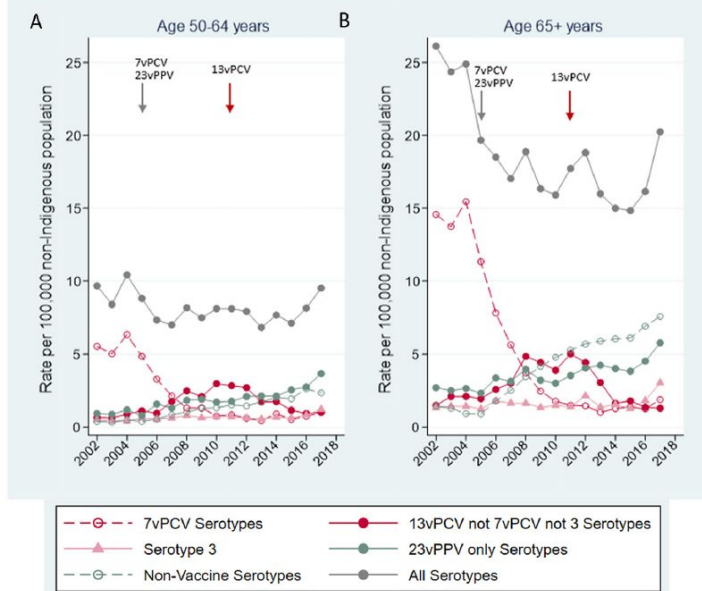 A
Age 50-64 years
B
Age 65+ years
7vPCV
23vPPV
13vPCV
7vPCV
23vPPV
13vPCV
25
20
15
10
5
0
25
20
15
10
5
0
Rate per 100,000 non-Indigenous population
Rate per 100,000 non-Indigenous population
2002
2004
2006
2008
2010
2012
2014
2016
2018
2002
2004
2006
2008
2010
2012
2014
2016
2018
7vPCV Serotypes
13vPCV not 7vPCV not 3 Serotypes
Serotype 3
23vPPV only Serotypes
Non-Vaccine Serotypes
All Serotypes